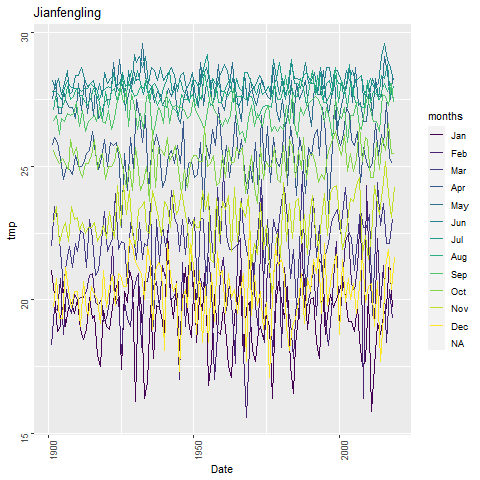 Jianfengling
30
25
20
15
tmp
1900
1950
2000
Date
months
Jan
Feb
Mar
Apr
May
Jun
Jul
Aug
Sep
Oct
Nov
Dec
NA